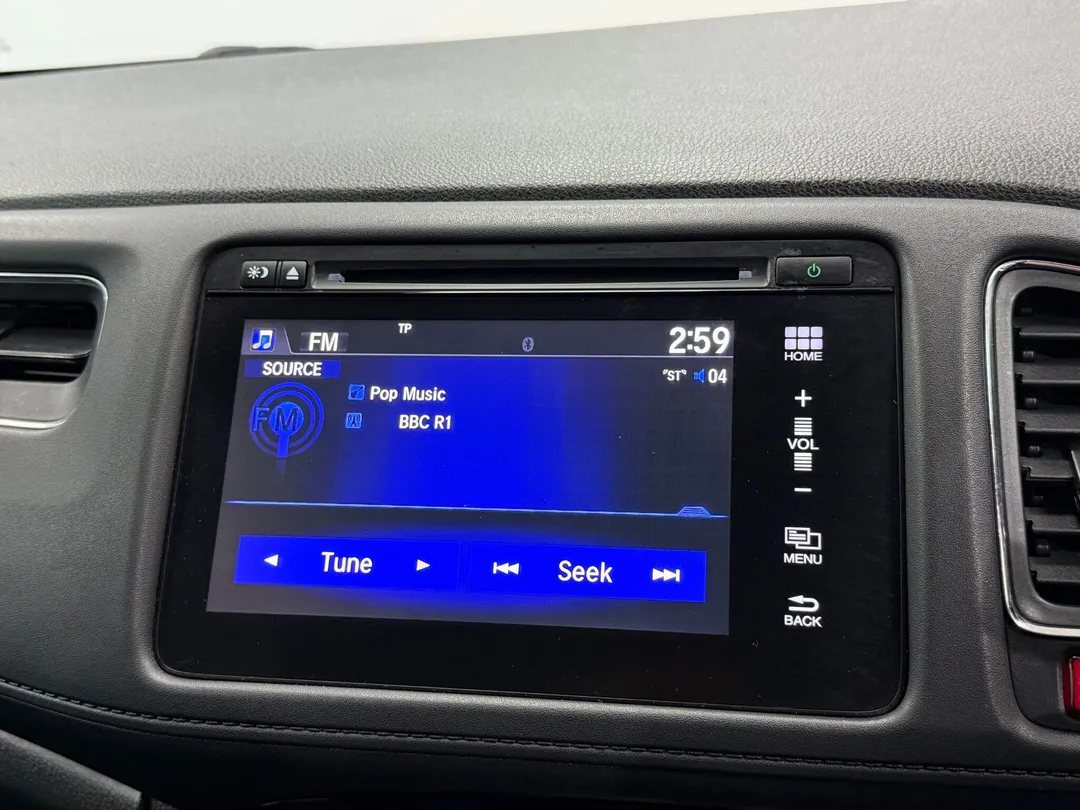 FM
TP
2:59
SOURCE
"ST" 04
FM
Pop Music
BBC R1
Tune
Seek
HOME
+
VOL
−
MENU
BACK